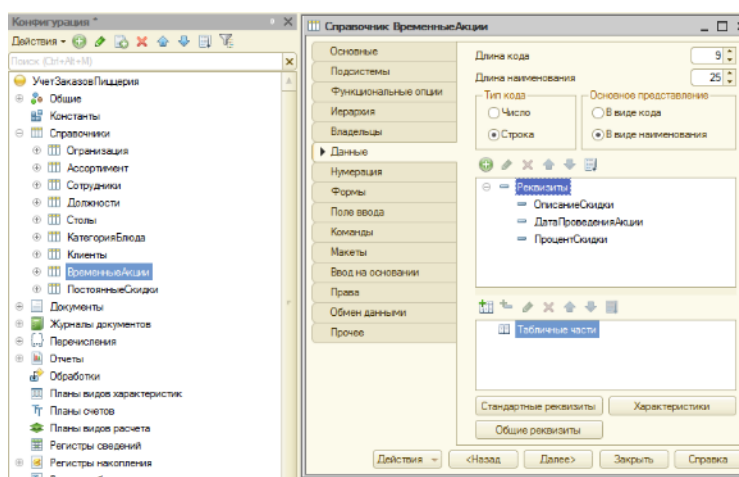 Конфигурация *
Действия
Поиск (Ctrl+Alt+M)
УчетЗаказовПиццерия
Общие
Константы
Справочники
Огранизация
Ассортимент
Сотрудники
Должности
Столы
КатегорияБлюда
Клиенты
ВременныеАкции
ПостоянныеСкидки
Документы
Журналы документов
Перечисления
Отчеты
Обработки
Планы видов характеристик
Планы счетов
Планы видов расчета
Регистры сведений
Регистры накопления
Справочник ВременныеАкции
Основные
Подсистемы
Функциональные опции
Иерархия
Владельцы
Данные
Нумерация
Формы
Поле ввода
Команды
Макеты
Ввод на основании
Права
Обмен данными
Прочее
Длина кода 9
Длина наименования 25
Тип кода
Число
Строка
Основное представление
В виде кода
В виде наименования
Реквизиты
ОписаниеСкидки
ДатаПроведенияАкции
ПроцентСкидки
Табличные части
Стандартные реквизиты Характеристики
Общие реквизиты
Действия <Назад Далее> Закрыть Справка